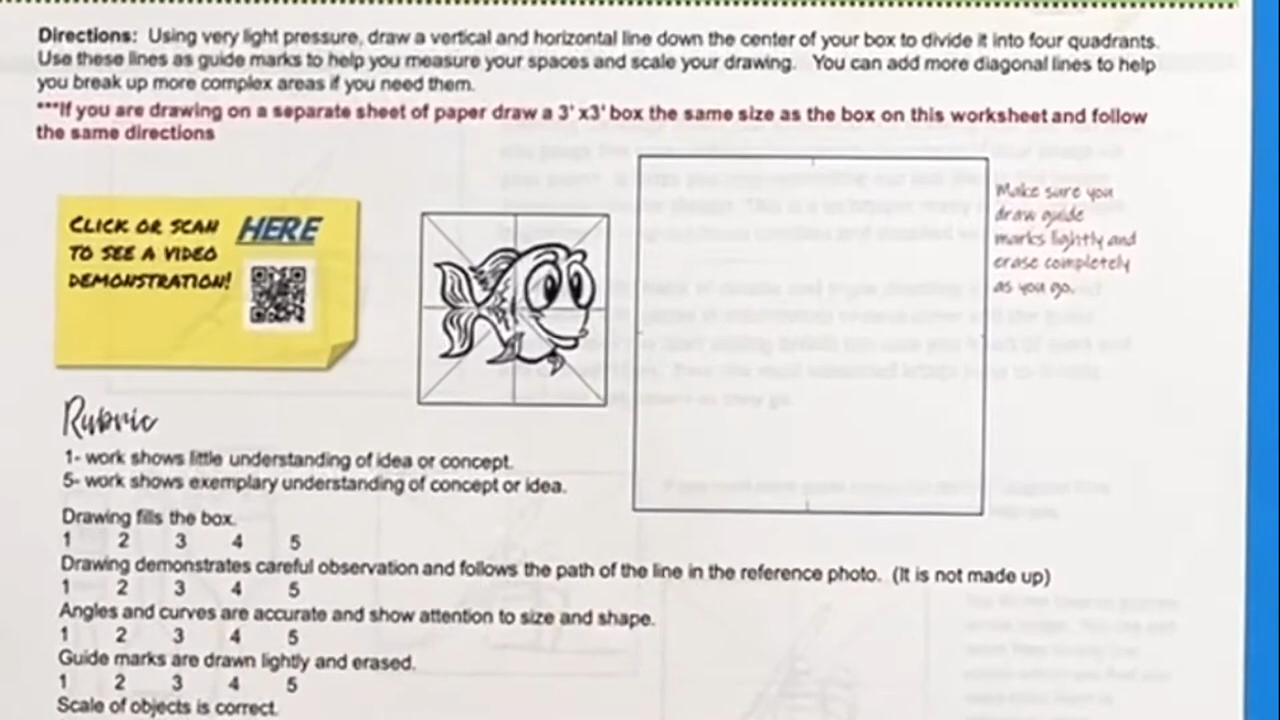 Directions: Using very light pressure, draw a vertical and horizontal line down the center of your box to divide it into four quadrants.
Use these lines as guide marks to help you measure your spaces and scale your drawing. You can add more diagonal lines to help
you break up more complex areas if you need them.
***If you are drawing on a separate sheet of paper draw a 3' x3' box the same size as the box on this worksheet and follow
the same directions
CLICK OR SCAN HERE
TO SEE A VIDEO
DEMONSTRATION!
Make sure you
draw guide
marks lightly and
erase completely
as you go.
Rubric
1- work shows little understanding of idea or concept.
5- work shows exemplary understanding of concept or idea.
Drawing fills the box.
1 2 3 4 5
Drawing demonstrates careful observation and follows the path of the line in the reference photo. (It is not made up)
1 2 3 4 5
Angles and curves are accurate and show attention to size and shape.
1 2 3 4 5
Guide marks are drawn lightly and erased.
1 2 3 4 5
Scale of objects is correct.